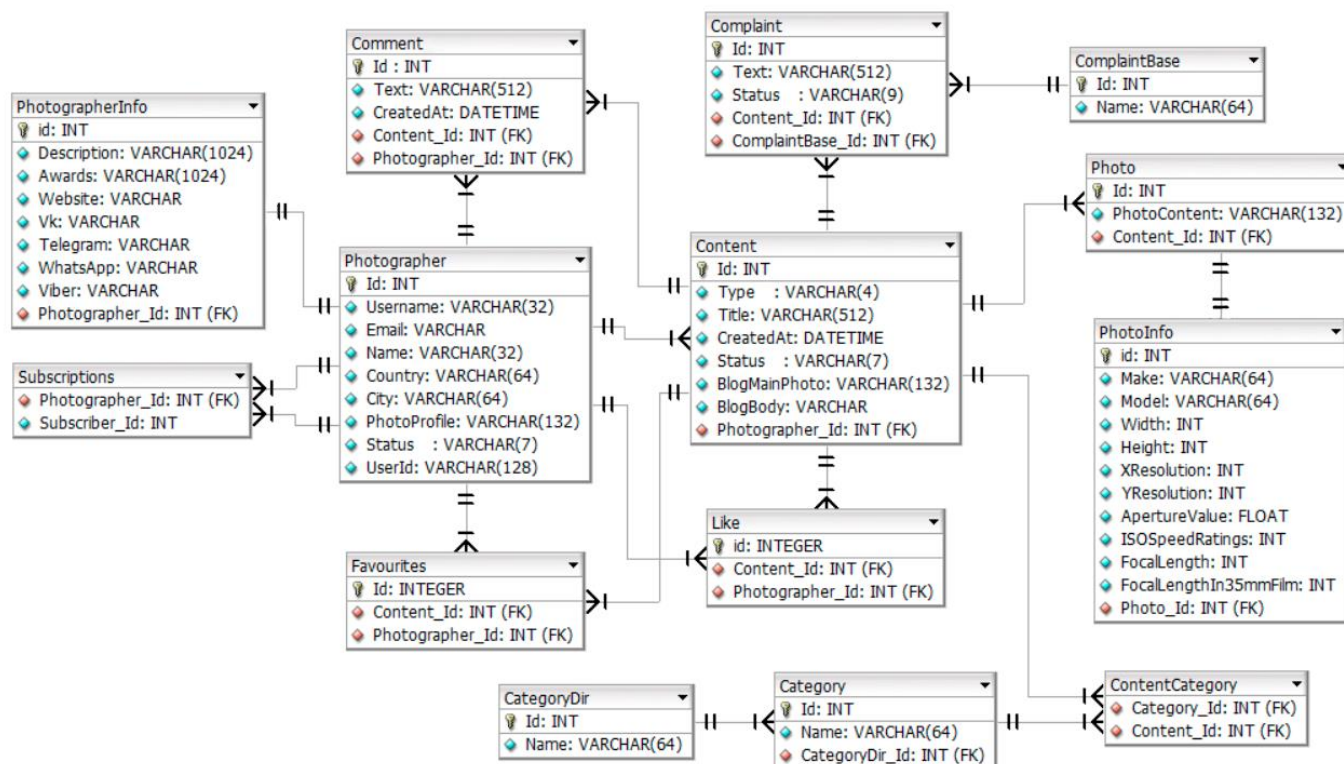 Comment
Id : INT
Text: VARCHAR(512)
CreatedAt: DATETIME
Content_Id: INT (FK)
Photographer_Id: INT (FK)
Complaint
Id: INT
Text: VARCHAR(512)
Status : VARCHAR(9)
Content_Id: INT (FK)
ComplaintBase_Id: INT (FK)
ComplaintBase
Id: INT
Name: VARCHAR(64)
PhotographerInfo
id: INT
Description: VARCHAR(1024)
Awards: VARCHAR(1024)
Website: VARCHAR
Vk: VARCHAR
Telegram: VARCHAR
WhatsApp: VARCHAR
Viber: VARCHAR
Photographer_Id: INT (FK)
Photo
Id: INT
PhotoContent: VARCHAR(132)
Content_Id: INT (FK)
Photographer
Id: INT
Username: VARCHAR(32)
Email: VARCHAR
Name: VARCHAR(32)
Country: VARCHAR(64)
City: VARCHAR(64)
PhotoProfile: VARCHAR(132)
Status : VARCHAR(7)
UserId: VARCHAR(128)
Content
Id: INT
Type : VARCHAR(4)
Title: VARCHAR(512)
CreatedAt: DATETIME
Status : VARCHAR(7)
BlogMainPhoto: VARCHAR(132)
BlogBody: VARCHAR
Photographer_Id: INT (FK)
PhotoInfo
id: INT
Make: VARCHAR(64)
Model: VARCHAR(64)
Width: INT
Height: INT
XResolution: INT
YResolution: INT
ApertureValue: FLOAT
ISOSpeedRatings: INT
FocalLength: INT
FocalLengthIn35mmFilm: INT
Photo_Id: INT (FK)
Subscriptions
Photographer_Id: INT (FK)
Subscriber_Id: INT
Favourites
Id: INTEGER
Content_Id: INT (FK)
Photographer_Id: INT (FK)
Like
id: INTEGER
Content_Id: INT (FK)
Photographer_Id: INT (FK)
CategoryDir
Id: INT
Name: VARCHAR(64)
Category
Id: INT
Name: VARCHAR(64)
CategoryDir_Id: INT (FK)
ContentCategory
Category_Id: INT (FK)
Content_Id: INT (FK)